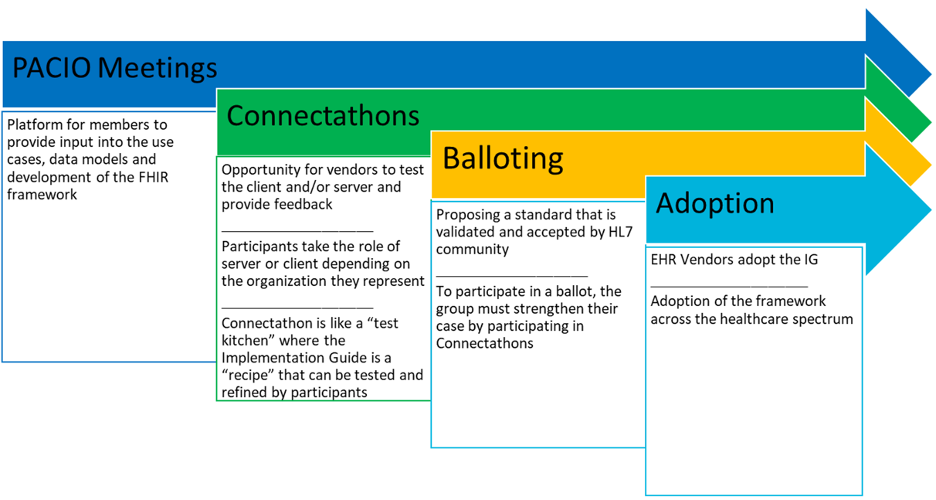 PACIO Meetings
Platform for members to
provide input into the use
cases, data models and
development of the FHIR
framework
Connectathons
Opportunity for vendors to test
the client and/or server and
provide feedback
Participants take the role of
server or client depending on
the organization they represent
Connectathon is like a “test
kitchen” where the
Implementation Guide is a
“recipe” that can be tested and
refined by participants
Balloting
Proposing a standard that is
validated and accepted by HL7
community
To participate in a ballot, the
group must strengthen their
case by participating in
Connectathons
Adoption
EHR Vendors adopt the IG
Adoption of the framework
across the healthcare spectrum